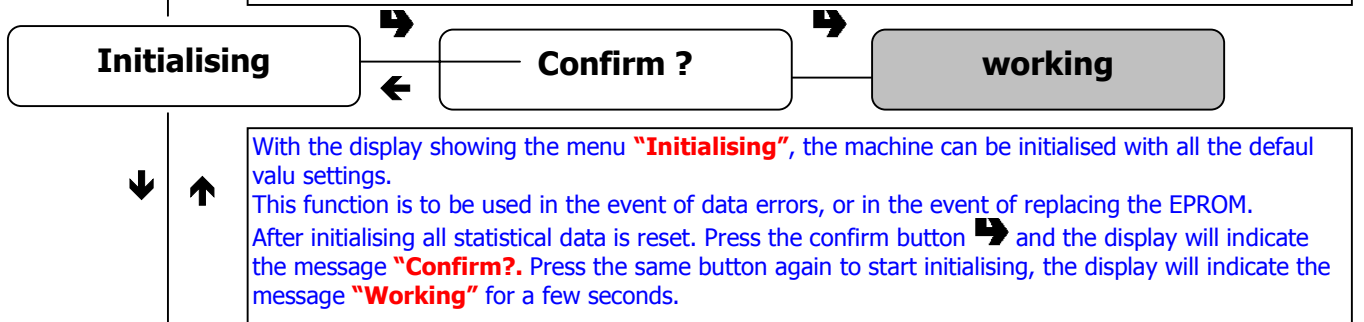 Initialising
Confirm ?
working
With the display showing the menu “Initialising”, the machine can be initialised with all the defaul
valu settings.
This function is to be used in the event of data errors, or in the event of replacing the EPROM.
After initialising all statistical data is reset. Press the confirm button and the display will indicate
the message “Confirm?. Press the same button again to start initialising, the display will indicate the
message “Working” for a few seconds.